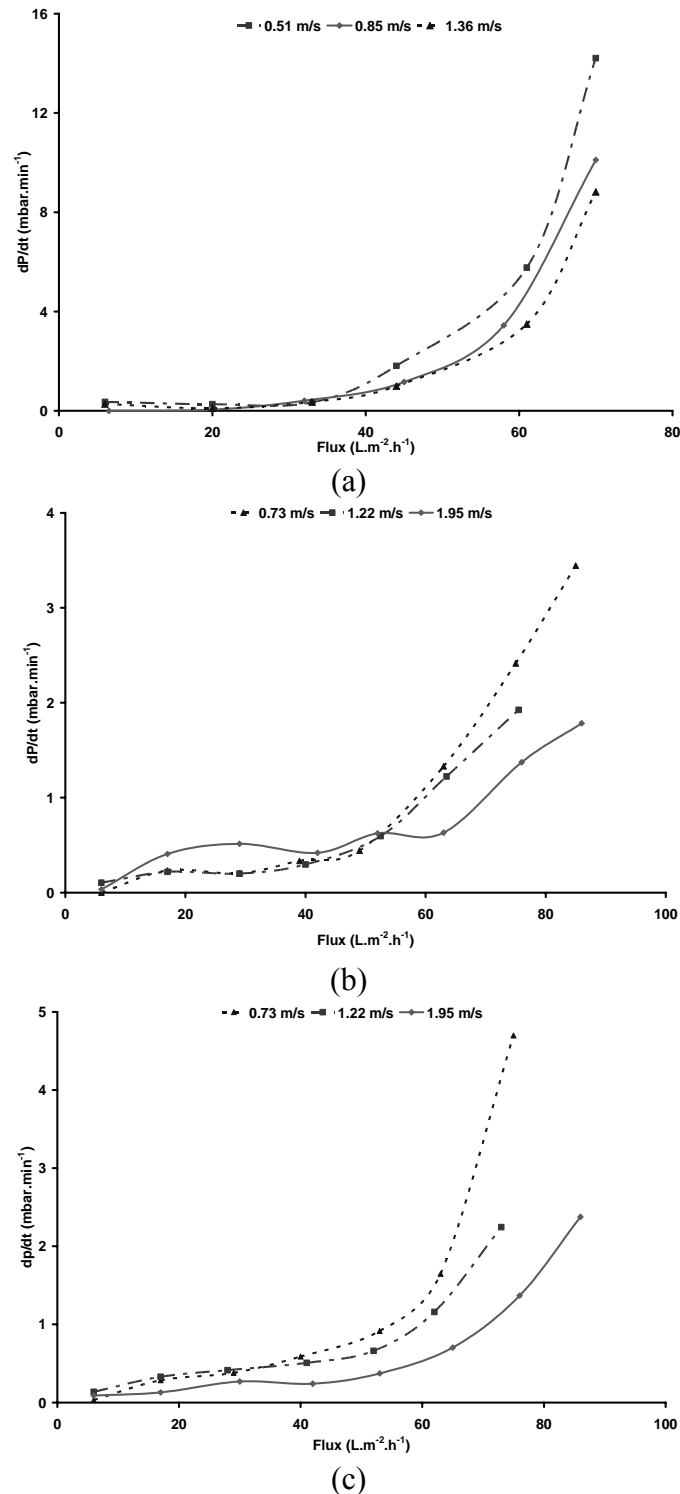 0.51 m/s 0.85 m/s 1.36 m/s
16
12
8
4
0
dP/dt (mbar.min-1)
0 20 40 60 80
Flux (L.m-2.h-1)
(a)
0.73 m/s 1.22 m/s 1.95 m/s
4
3
2
1
0
dP/dt (mbar.min-1)
0 20 40 60 80 100
Flux (L.m-2.h-1)
(b)
0.73 m/s 1.22 m/s 1.95 m/s
5
4
3
2
1
0
dp/dt (mbar.min-1)
0 20 40 60 80 100
Flux (L.m-2.h-1)
(c)